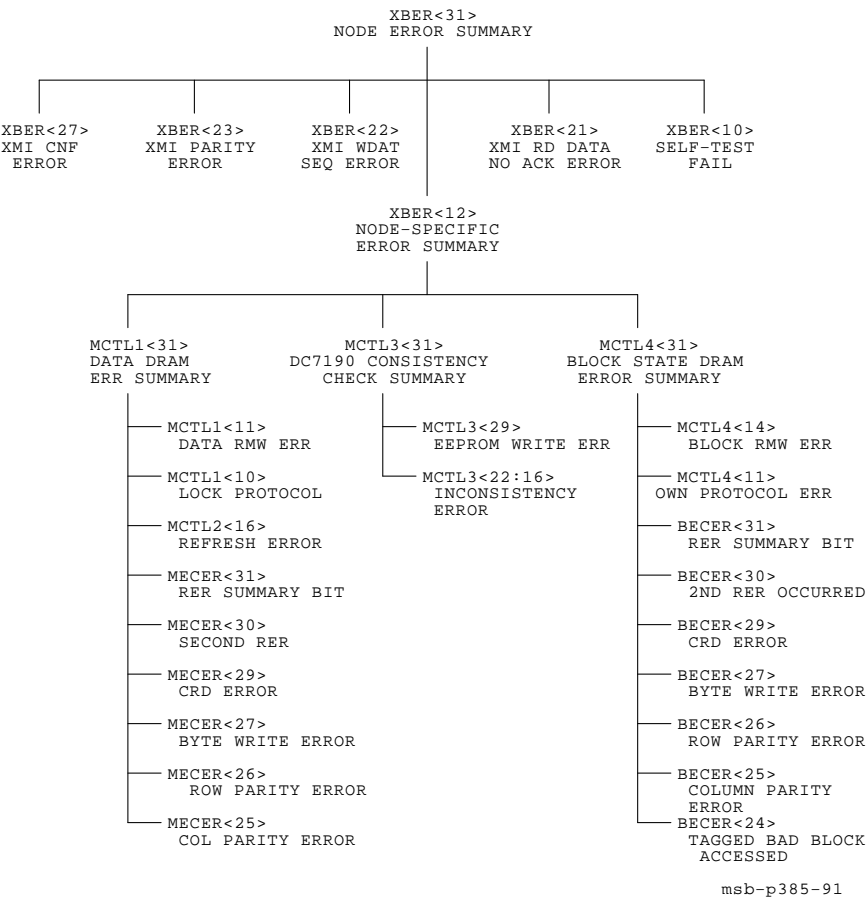 XBER<31>
NODE ERROR SUMMARY
XBER<27>
XMI CNF
ERROR
XBER<23>
XMI PARITY
ERROR
XBER<22>
XMI WDAT
SEQ ERROR
XBER<21>
XMI RD DATA
NO ACK ERROR
XBER<10>
SELF-TEST
FAIL
XBER<12>
NODE-SPECIFIC
ERROR SUMMARY
MCTL1<31>
DATA DRAM
ERR SUMMARY
MCTL1<11>
DATA RMW ERR
MCTL1<10>
LOCK PROTOCOL
MCTL2<16>
REFRESH ERROR
MECER<31>
RER SUMMARY BIT
MECER<30>
SECOND RER
MECER<29>
CRD ERROR
MECER<27>
BYTE WRITE ERROR
MECER<26>
ROW PARITY ERROR
MECER<25>
COL PARITY ERROR
MCTL3<31>
DC7190 CONSISTENCY
CHECK SUMMARY
MCTL3<29>
EEPROM WRITE ERR
MCTL3<22:16>
INCONSISTENCY
ERROR
MCTL4<31>
BLOCK STATE DRAM
ERROR SUMMARY
MCTL4<14>
BLOCK RMW ERR
MCTL4<11>
OWN PROTOCOL ERR
BECER<31>
RER SUMMARY BIT
BECER<30>
2ND RER OCCURRED
BECER<29>
CRD ERROR
BECER<27>
BYTE WRITE ERROR
BECER<26>
ROW PARITY ERROR
BECER<25>
COLUMN PARITY
ERROR
BECER<24>
TAGGED BAD BLOCK
ACCESSED
msb-p385-91